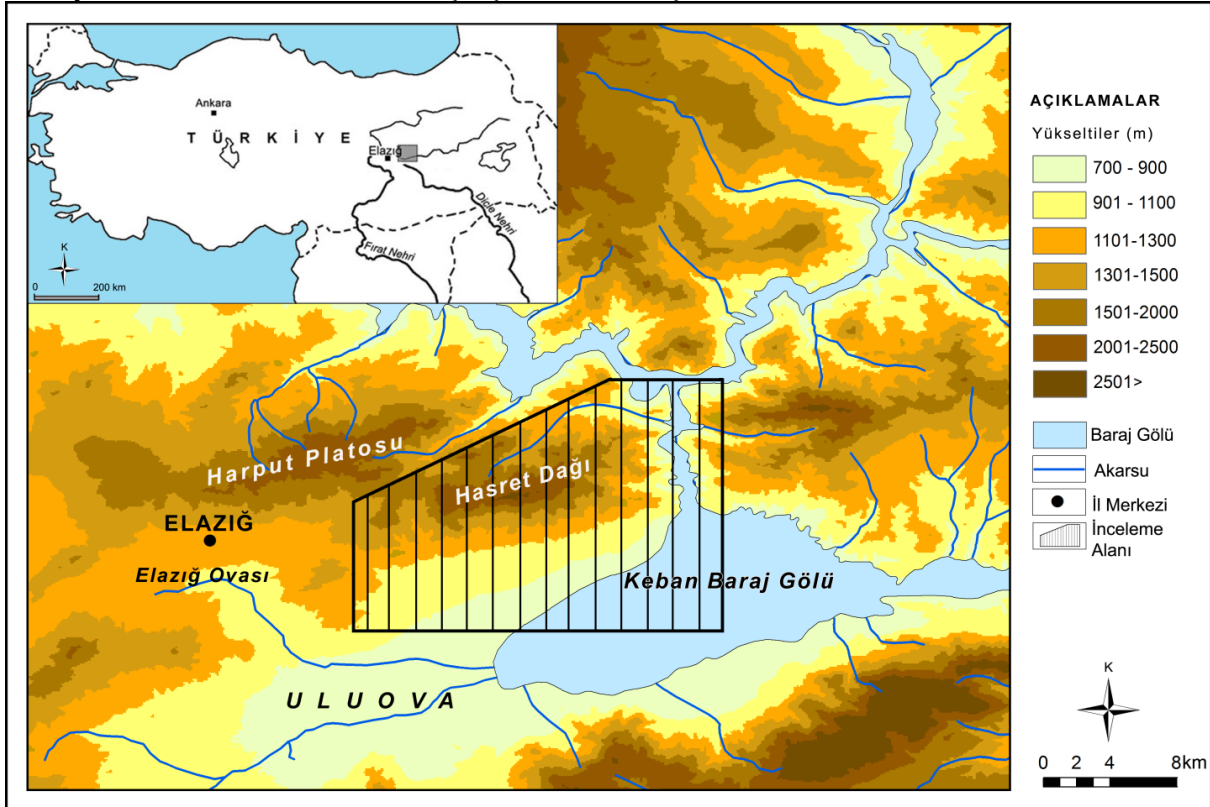 Ankara
T Ü R K İ Y E
Elazığ
Dicle Nehri
Fırat Nehri
K
0 200 km
Harput Platosu
Hasret Dağı
ELAZIĞ
Elazığ Ovası
Keban Baraj Gölü
U L U O V A
AÇIKLAMALAR
Yükseltiler (m)
700 - 900
901 - 1100
1101-1300
1301-1500
1501-2000
2001-2500
2501>
Baraj Gölü
Akarsu
İl Merkezi
İnceleme
Alanı
K
0 2 4 8km